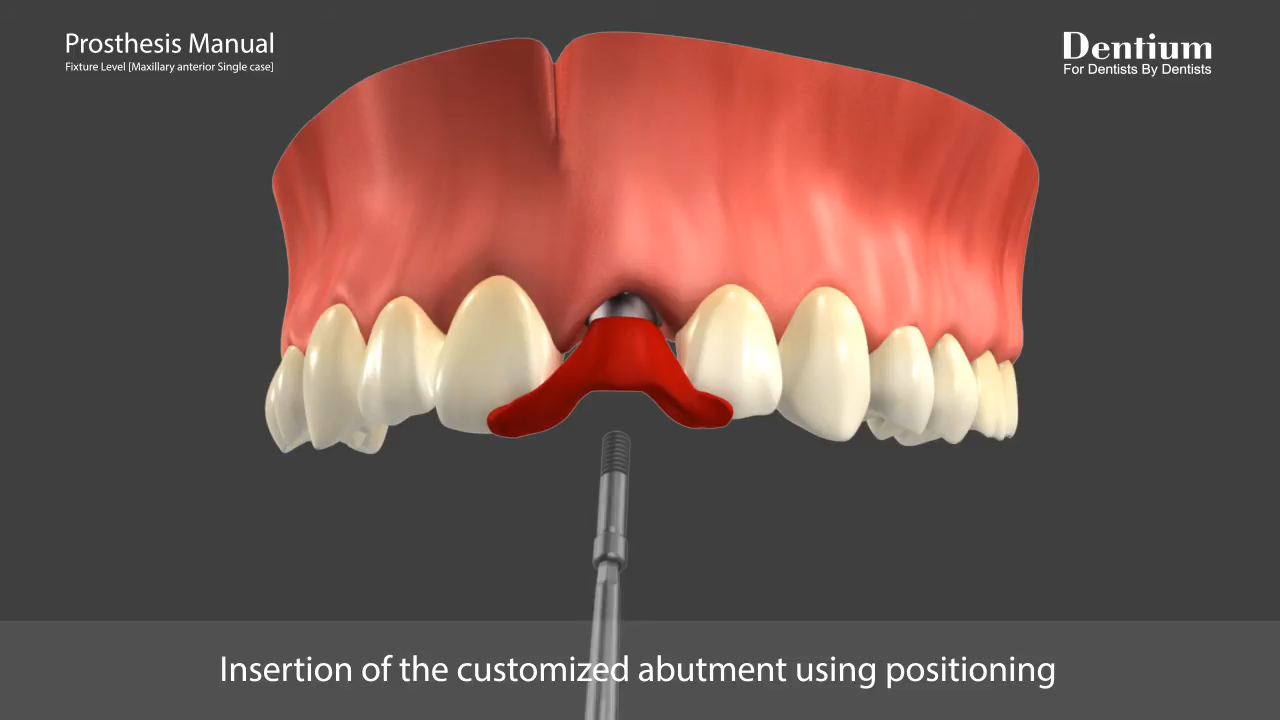 Prosthesis Manual
Fixture Level [Maxillary anterior Single case]
Dentium
For Dentists By Dentists
Insertion of the customized abutment using positioning